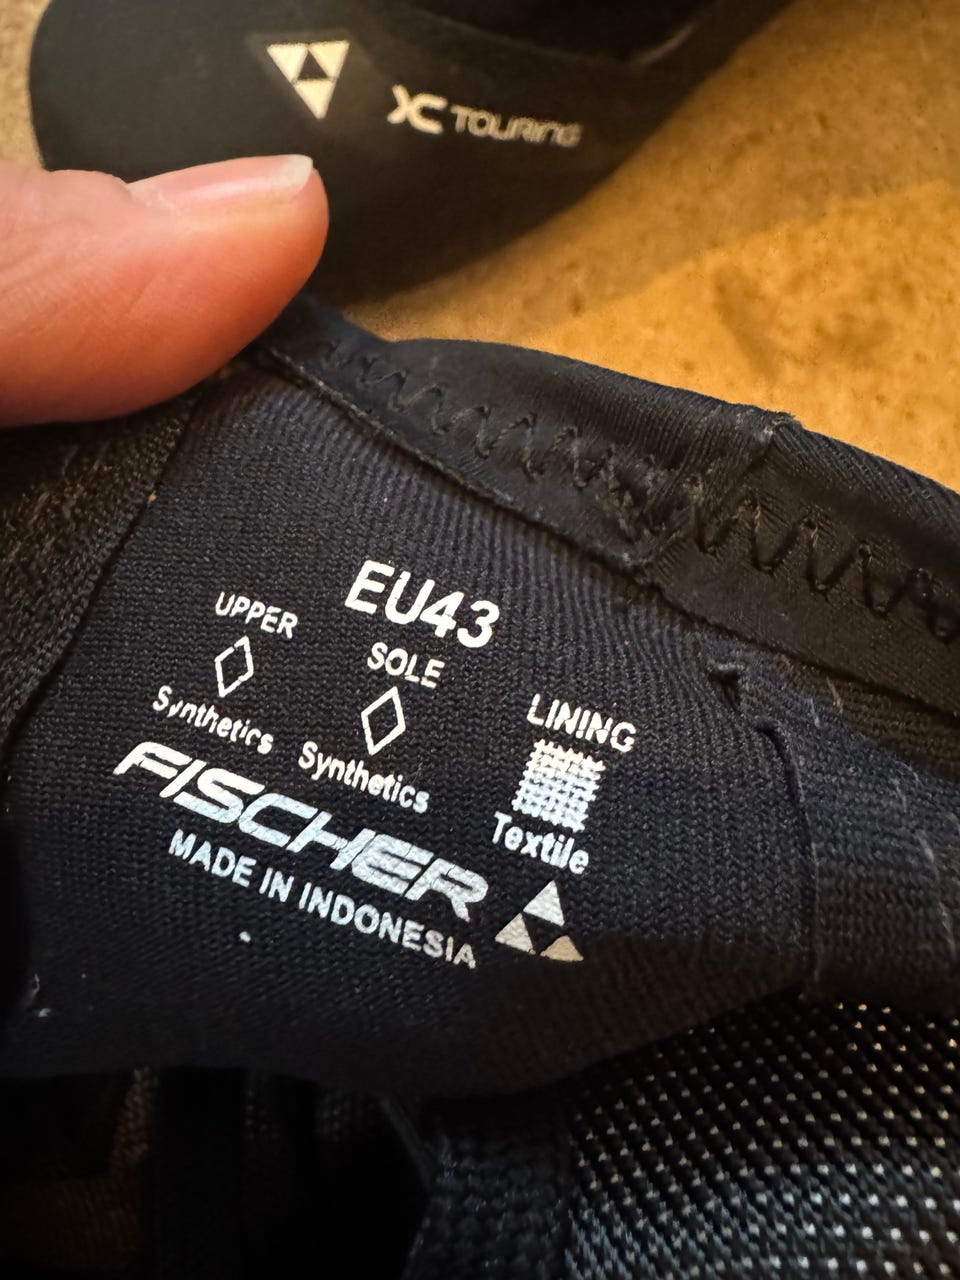 XC TOURING
EU43
UPPER SOLE LINING
Synthetics Synthetics Textile
FISCHER
MADE IN INDONESIA